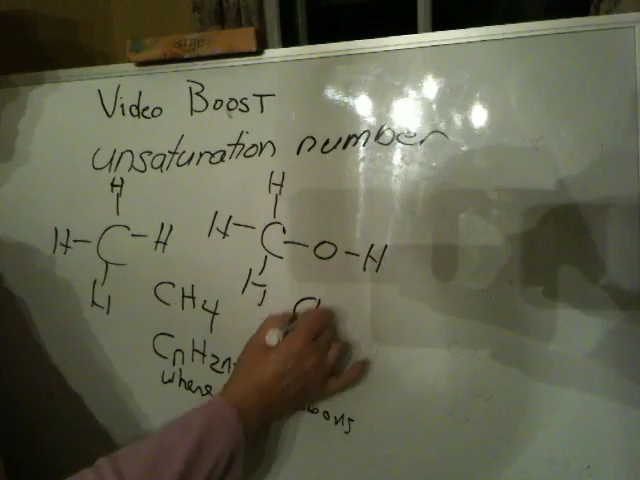 Video Boost
unsaturation number
H H
H-C-H H-C-O-H
H H
CH4 C
CnH2n
where